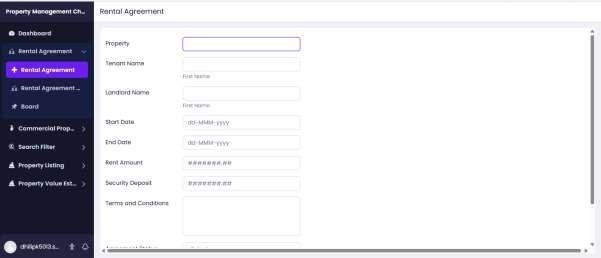 Property Management Ch...
Rental Agreement
Dashboard
Rental Agreement
Rental Agreement
Rental Agreement ...
Board
Commercial Prop...
Search Filter
Property Listing
Property Value Est...
dhilipk5013.s...
Property
Tenant Name
First Name
Landlord Name
First Name
Start Date
dd-MMM-yyyy
End Date
dd-MMM-yyyy
Rent Amount
#######.##
Security Deposit
#######.##
Terms and Conditions